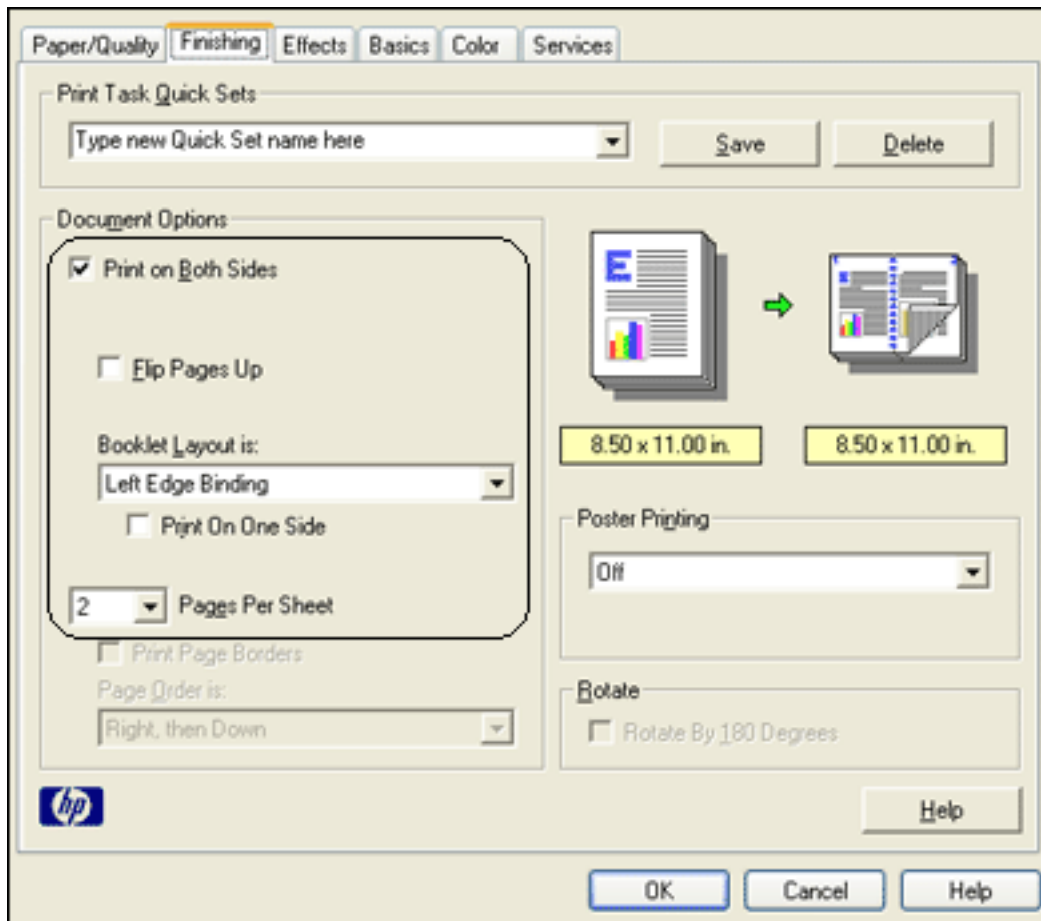 Paper/Quality Finishing Effects Basics Color Services
Print Task Quick Sets
Type new Quick Set name here Save Delete
Document Options
Print on Both Sides
Flip Pages Up
Booklet Layout is:
Left Edge Binding
Print On One Side
2 Pages Per Sheet
Print Page Borders
Page Order is:
Right, then Down
E
1 2
8.50 x 11.00 in. 8.50 x 11.00 in.
Poster Printing
Off
Rotate
Rotate By 180 Degrees
hp
Help
OK Cancel Help